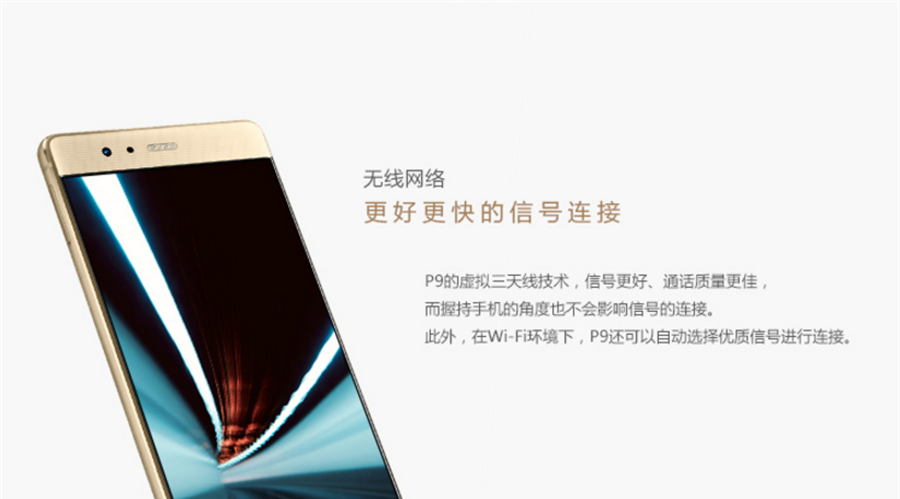 无线网络
更好更快的信号连接
P9的虚拟三天线技术，信号更好、通话质量更佳，
而握持手机的角度也不会影响信号的连接。
此外，在Wi-Fi环境下，P9还可以自动选择优质信号进行连接。